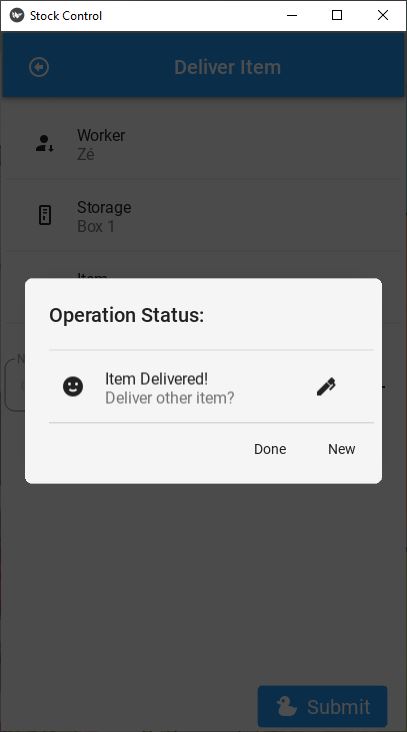 Stock Control
Deliver Item
Worker
Zé
Storage
Box 1
Item
Operation Status:
Item Delivered!
Deliver other item?
Done
New
Submit